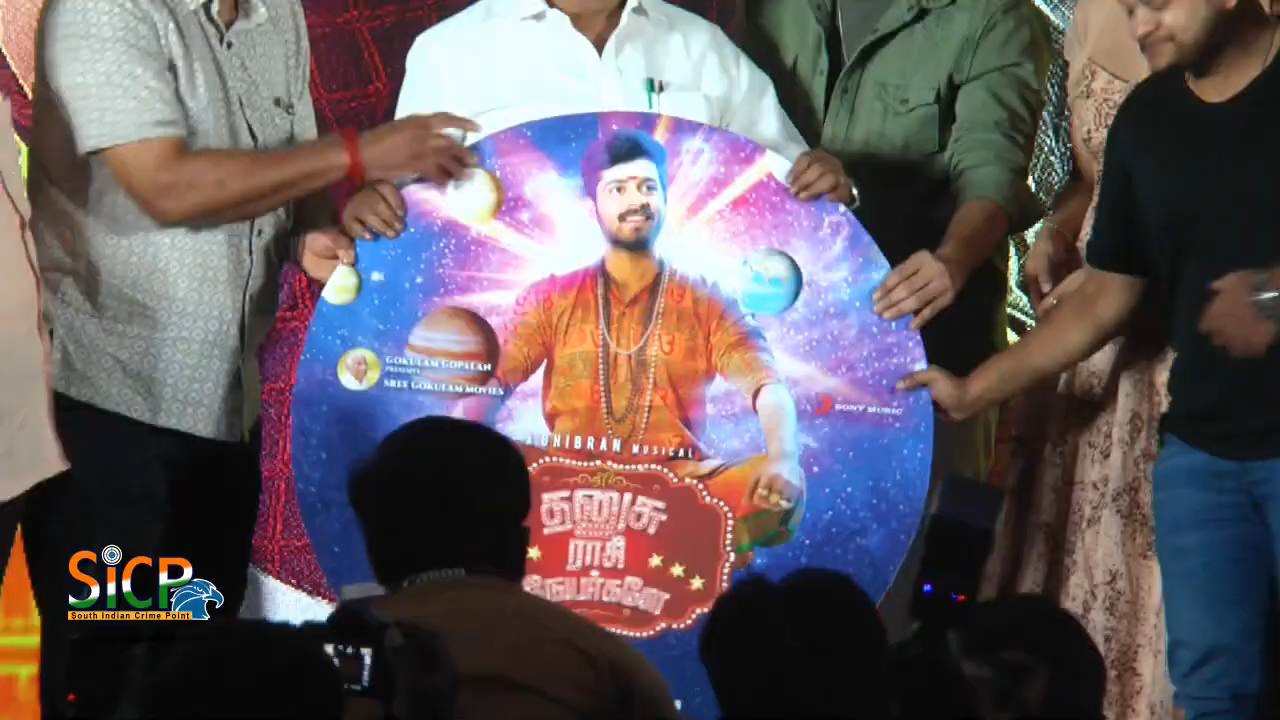 GOKULAM GOPALAN
PRESENTS
SREE GOKULAM MOVIES
SONY MUSIC
GHIBRAN MUSICAL
தனுசு
ராசி
நேயர்களே
SiCP
South Indian Crime Point